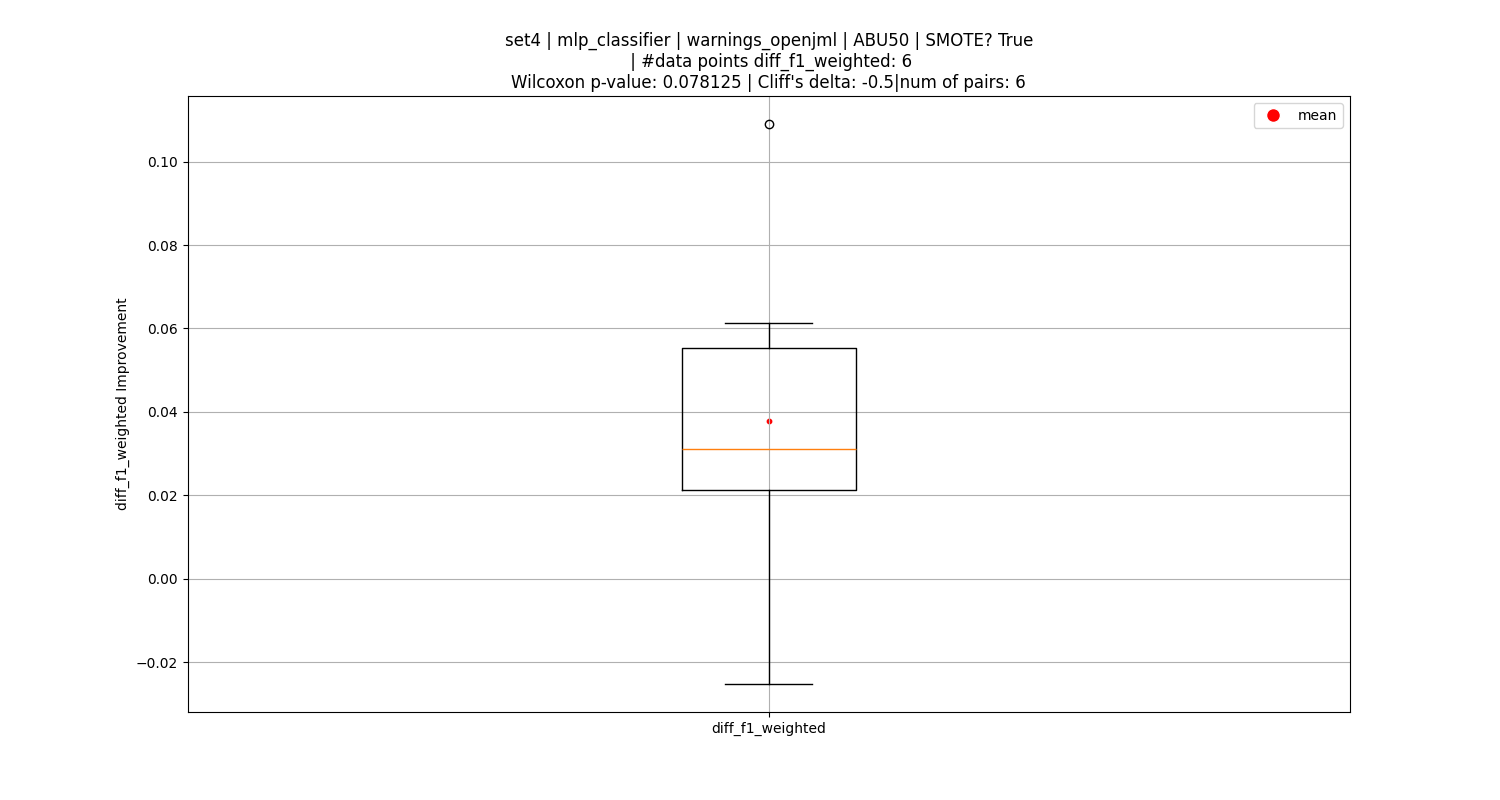 set4 | mlp_classifier | warnings_openjml | ABU50 | SMOTE? True
| #data points diff_f1_weighted: 6
Wilcoxon p-value: 0.078125 | Cliff's delta: -0.5|num of pairs: 6
mean
0.10
0.08
0.06
0.04
0.02
0.00
−0.02
diff_f1_weighted Improvement
diff_f1_weighted